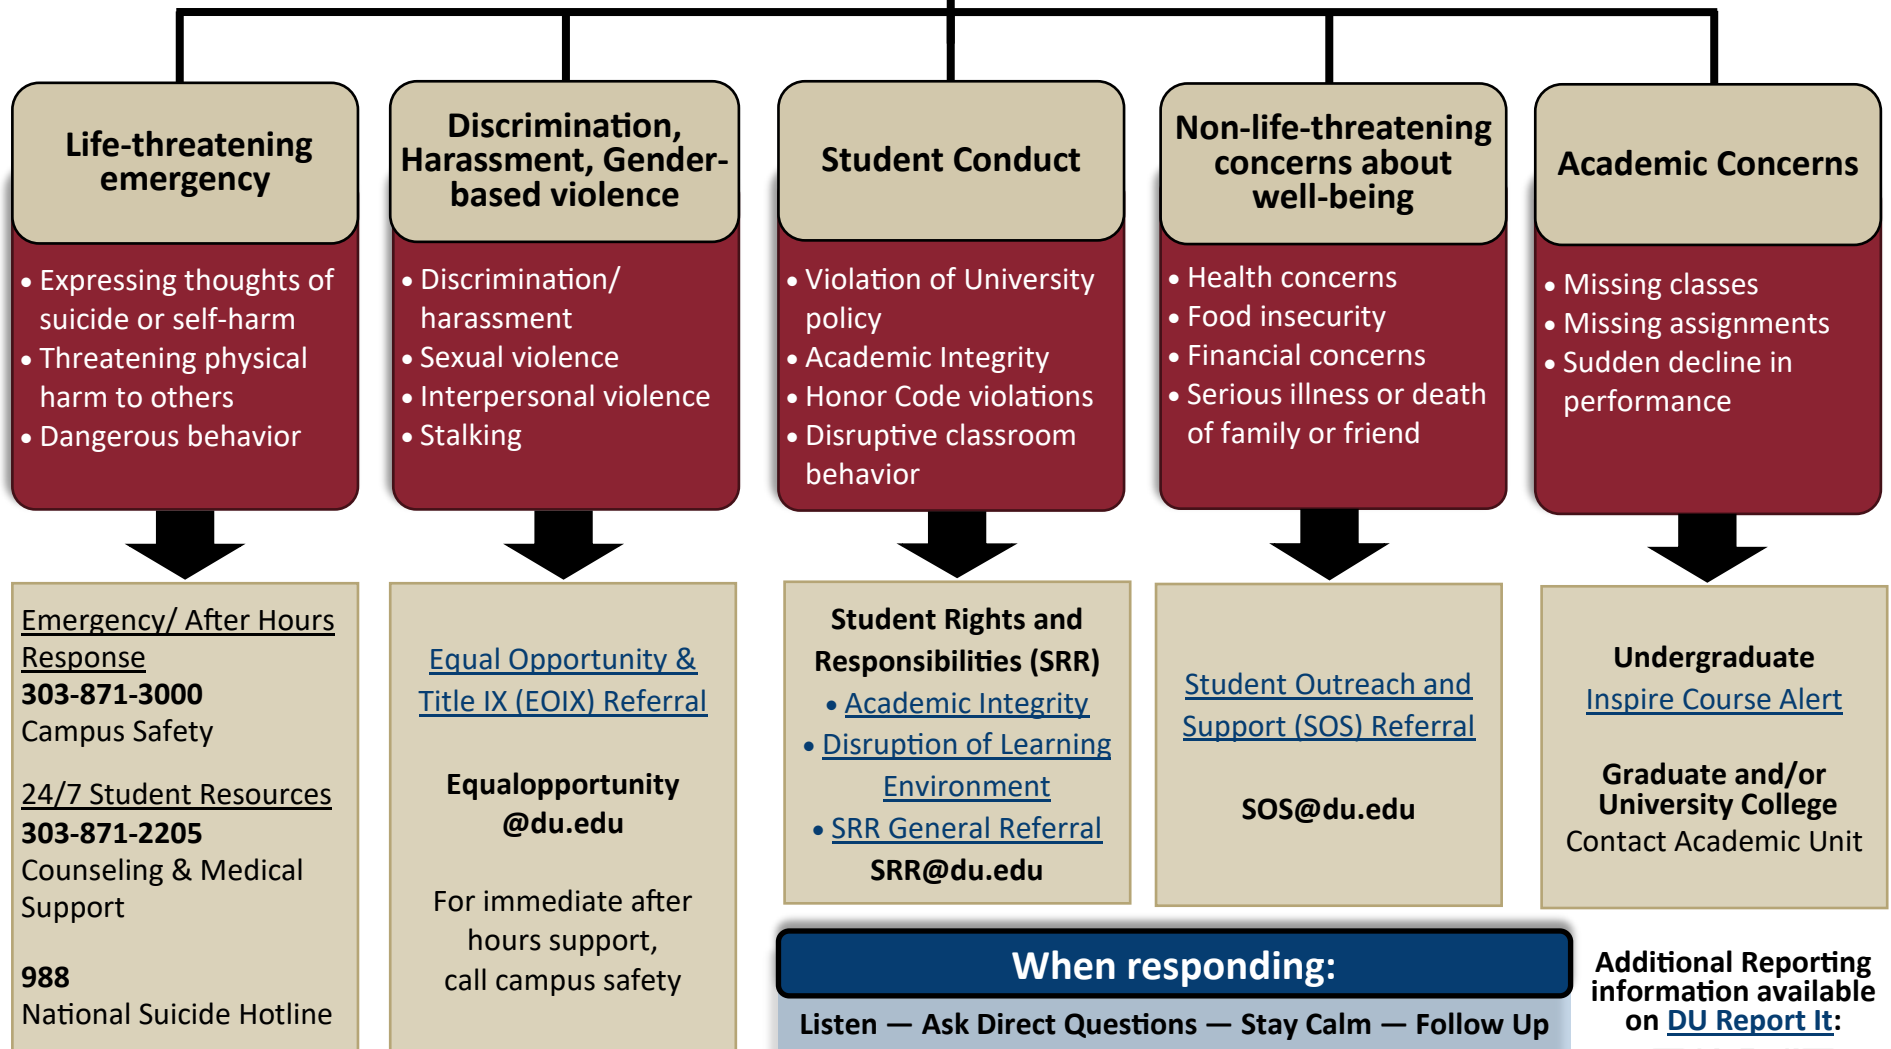 Life-threatening
emergency
• Expressing thoughts of
suicide or self-harm
• Threatening physical
harm to others
• Dangerous behavior
Emergency/ After Hours
Response
303-871-3000
Campus Safety
24/7 Student Resources
303-871-2205
Counseling & Medical
Support
988
National Suicide Hotline
Discrimination,
Harassment, Gender-
based violence
• Discrimination/
harassment
• Sexual violence
• Interpersonal violence
• Stalking
Equal Opportunity &
Title IX (EOIX) Referral
Equalopportunity
@du.edu
For immediate after
hours support,
call campus safety
Student Conduct
• Violation of University
policy
• Academic Integrity
• Honor Code violations
• Disruptive classroom
behavior
Student Rights and
Responsibilities (SRR)
• Academic Integrity
• Disruption of Learning
Environment
• SRR General Referral
SRR@du.edu
Non-life-threatening
concerns about
well-being
• Health concerns
• Food insecurity
• Financial concerns
• Serious illness or death
of family or friend
Student Outreach and
Support (SOS) Referral
SOS@du.edu
Academic Concerns
• Missing classes
• Missing assignments
• Sudden decline in
performance
Undergraduate
Inspire Course Alert
Graduate and/or
University College
Contact Academic Unit
When responding:
Listen — Ask Direct Questions — Stay Calm — Follow Up
Additional Reporting
information available
on DU Report It: